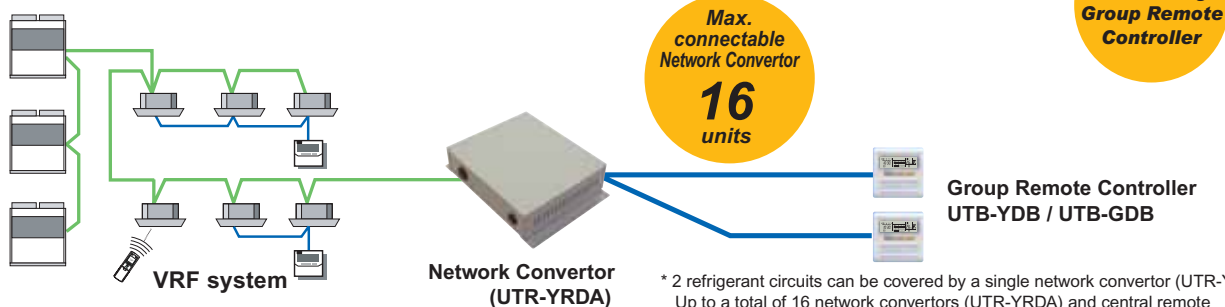 Group Remote
Controller
Max.
connectable
Network Convertor
16
units
Group Remote Controller
UTB-YDB / UTB-GDB
VRF system
Network Convertor
(UTR-YRDA)
* 2 refrigerant circuits can be covered by a single network convertor (UTR-Y
Up to a total of 16 network convertors (UTR-YRDA) and central remote